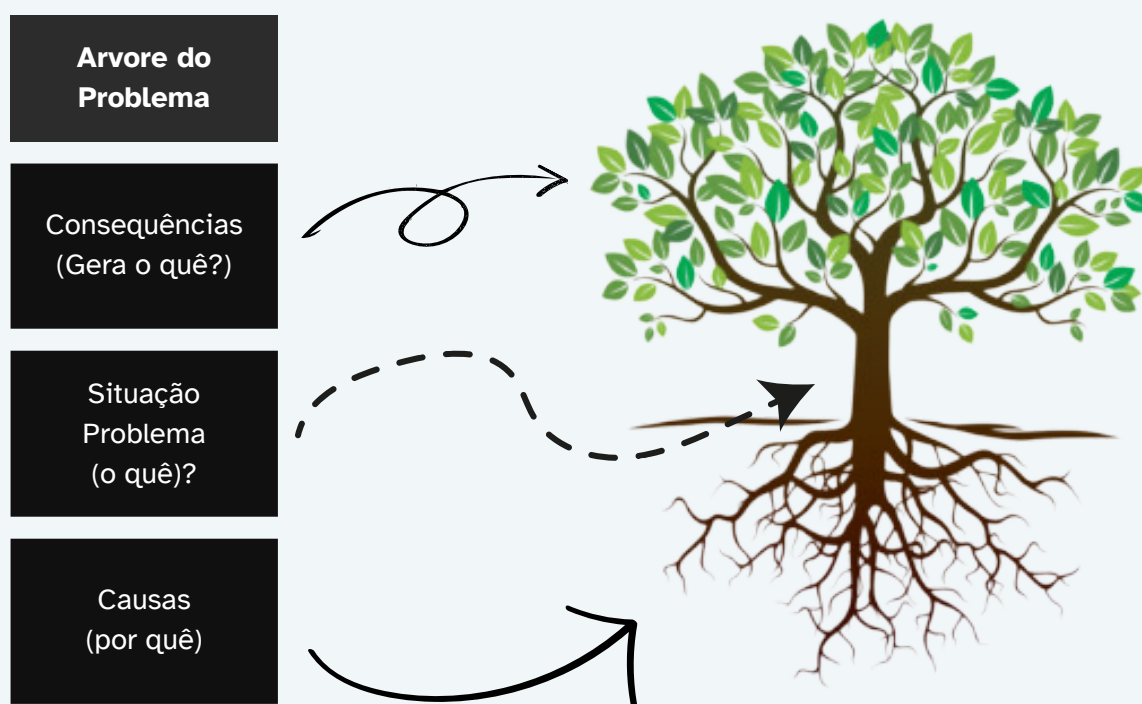 Arvore do
Problema
Consequências
(Gera o quê?)
Situação
Problema
(o quê)?
Causas
(por quê)